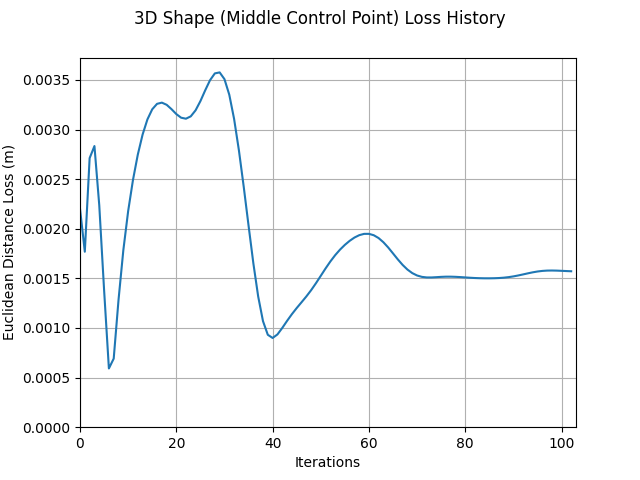 3D Shape (Middle Control Point) Loss History
Euclidean Distance Loss (m)
0.0035
0.0030
0.0025
0.0020
0.0015
0.0010
0.0005
0.0000
0 20 40 60 80 100
Iterations